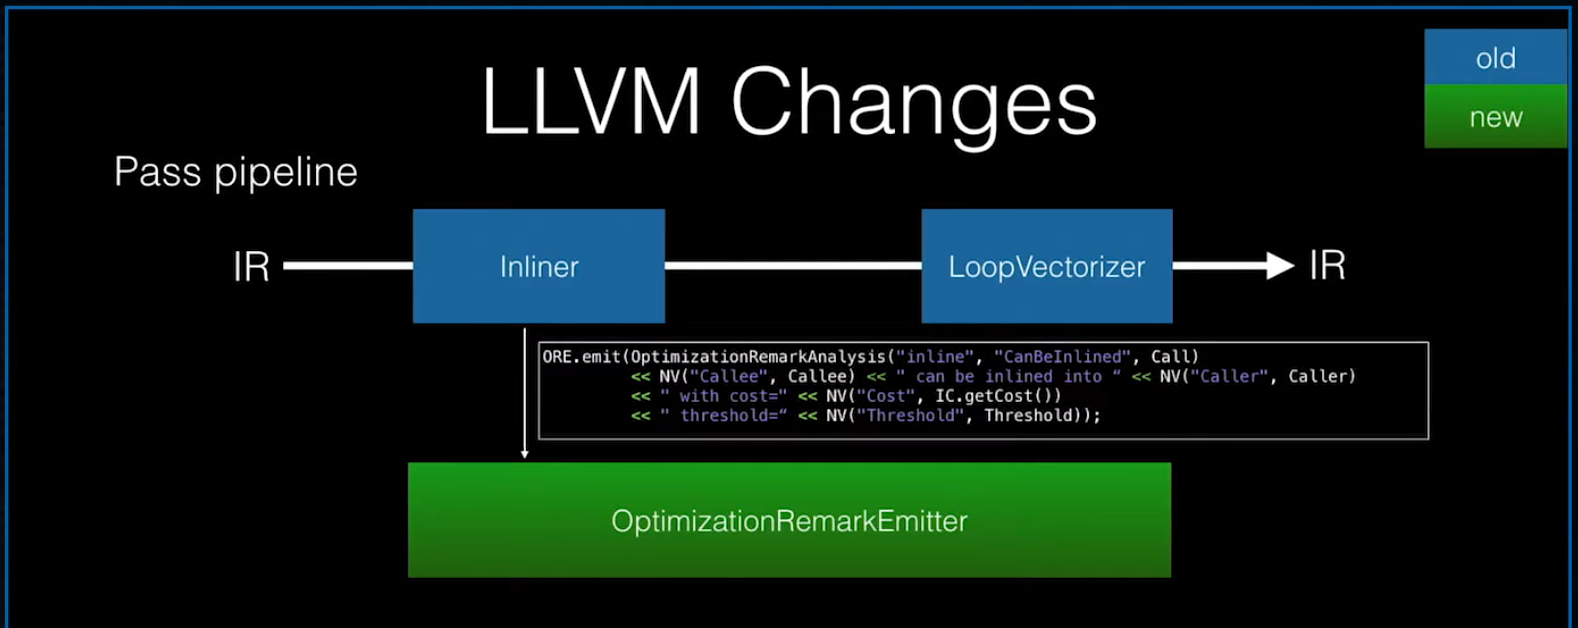 LLVM Changes
old
new
Pass pipeline
IR
Inliner
LoopVectorizer
IR
ORE.emit(OptimizationRemarkAnalysis("inline", "CanBeInlined", Call)
<< NV("Callee", Callee) << " can be inlined into “ << NV("Caller", Caller)
<< " with cost=" << NV("Cost", IC.getCost())
<< " threshold=“ << NV("Threshold", Threshold));
OptimizationRemarkEmitter